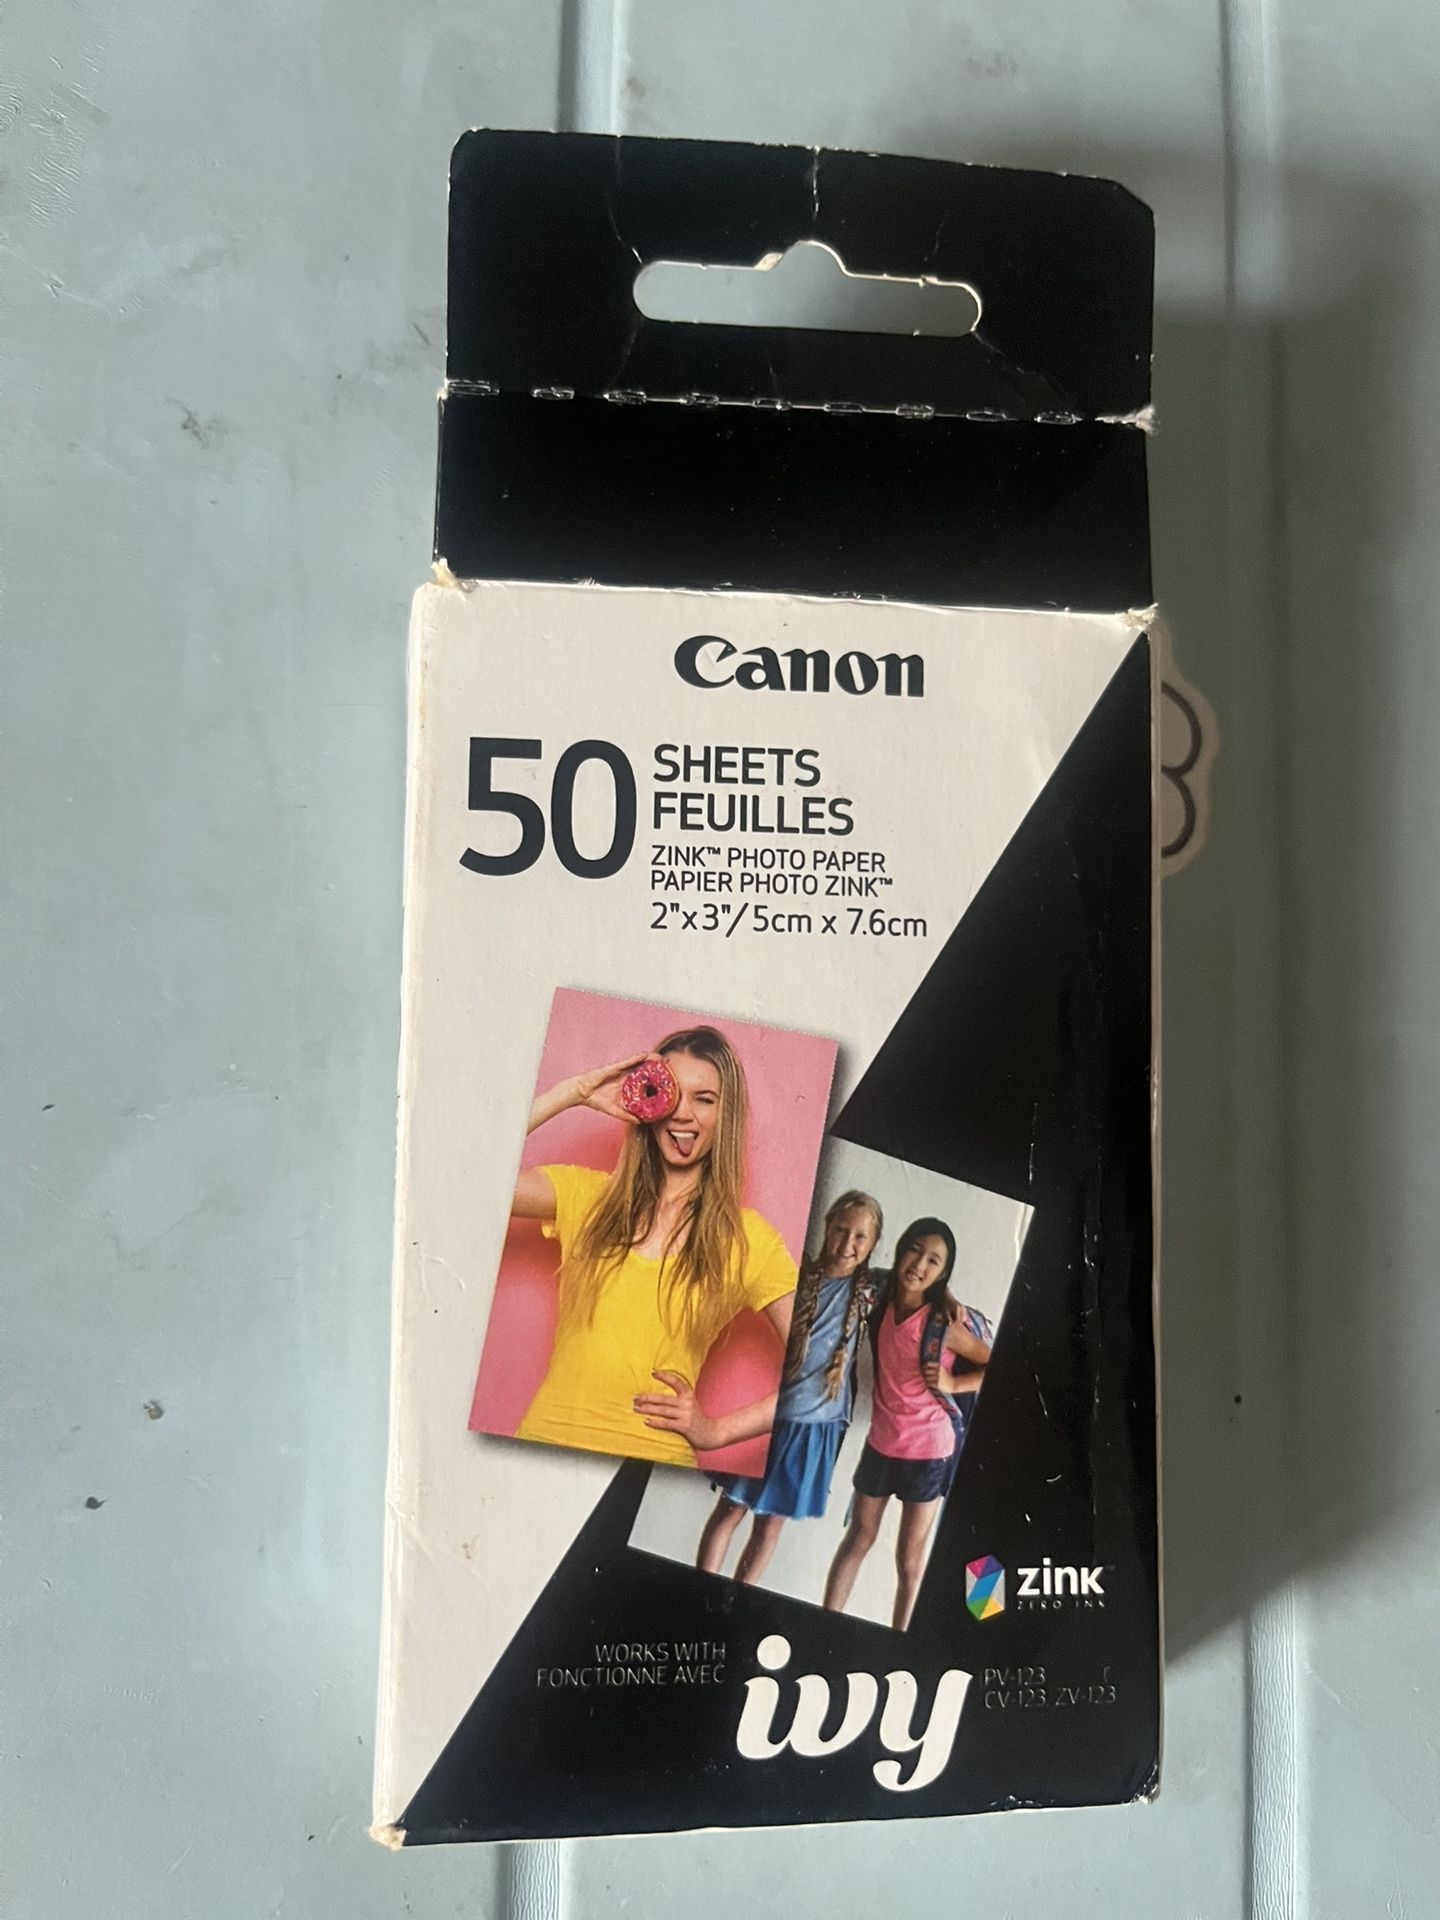 Canon
50 SHEETS
FEUILLES
ZINK™ PHOTO PAPER
PAPIER PHOTO ZINK™
2"x3"/5cm x 7.6cm
zink™
ZERO INK
WORKS WITH
FONCTIONNE AVEC
ivy
PV-123
CV-123, ZV-123